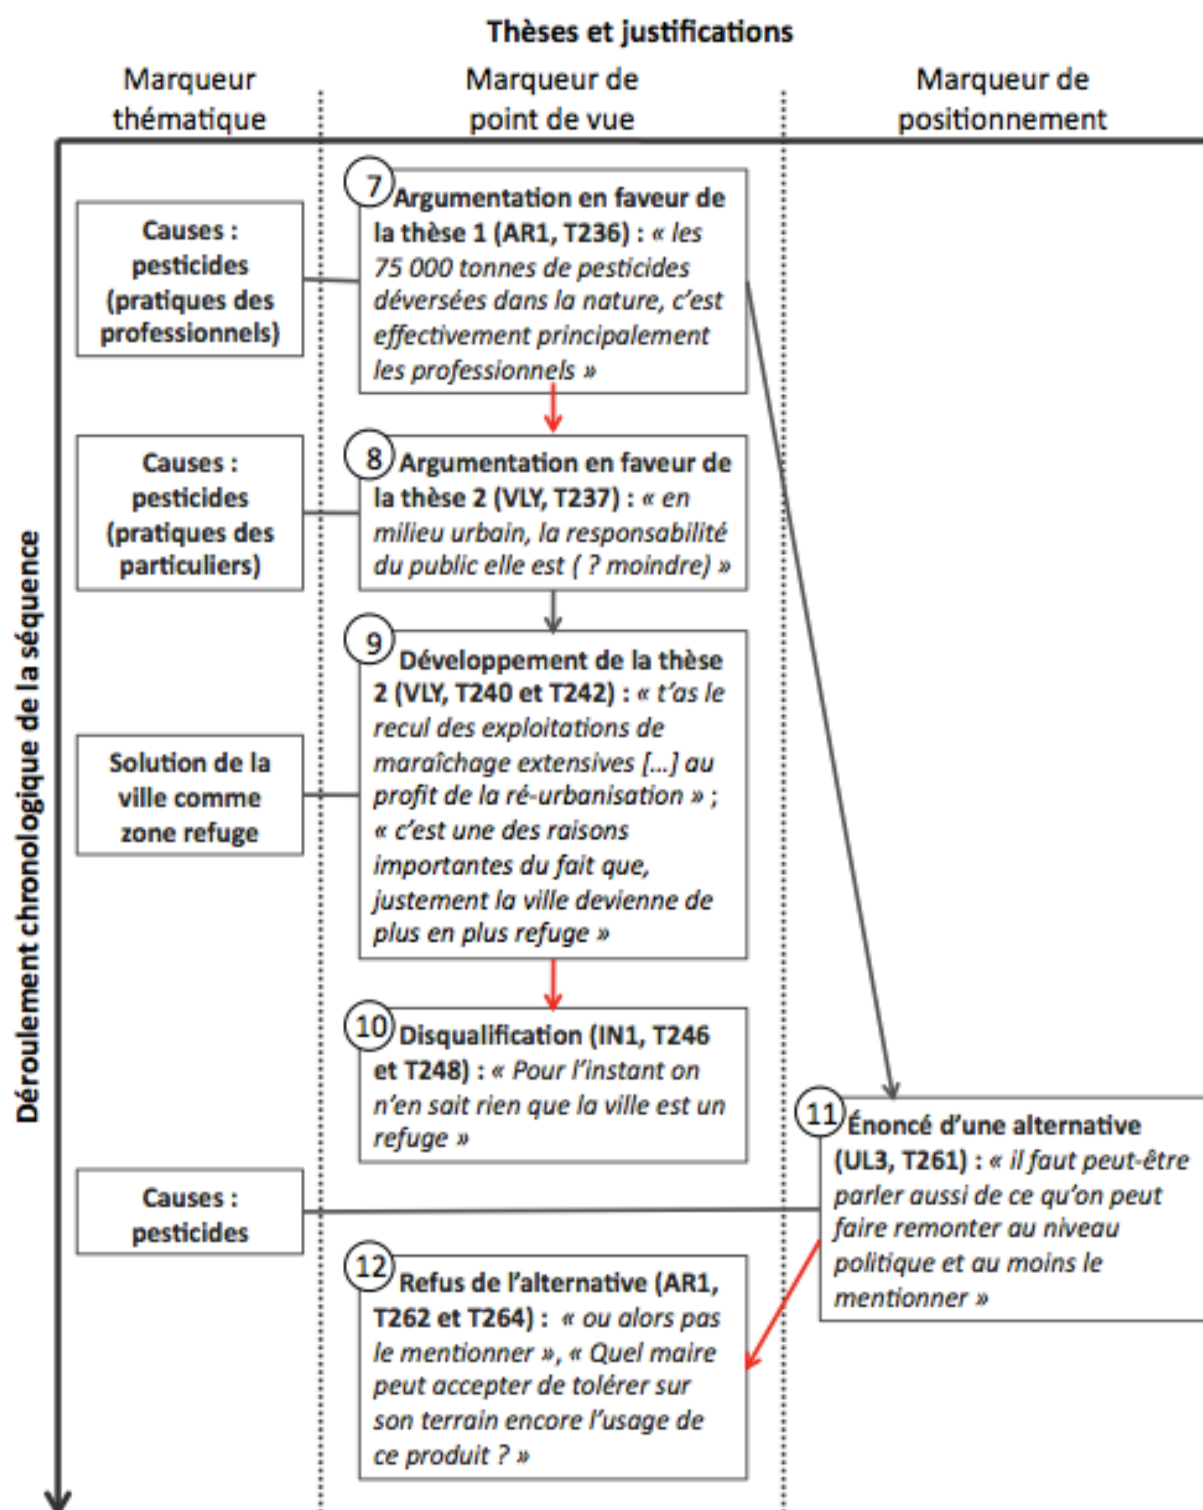 Thèses et justifications
Marqueur
thématique
Marqueur de
point de vue
Marqueur de
positionnement
Déroulement chronologique de la séquence
Causes :
pesticides
(pratiques des
professionnels)
7
Argumentation en faveur de
la thèse 1 (AR1, T236) : « les
75 000 tonnes de pesticides
déversées dans la nature, c'est
effectivement principalement
les professionnels »
Causes :
pesticides
(pratiques des
particuliers)
8
Argumentation en faveur de
la thèse 2 (VLY, T237) : « en
milieu urbain, la responsabilité
du public elle est ( ? moindre) »
Solution de la
ville comme
zone refuge
9
Développement de la thèse
2 (VLY, T240 et T242) : « t'as le
recul des exploitations de
maraîchage extensives [...] au
profit de la ré-urbanisation » ;
« c'est une des raisons
importantes du fait que,
justement la ville devienne de
plus en plus refuge »
10
Disqualification (IN1, T246
et T248) : « Pour l'instant on
n'en sait rien que la ville est un
refuge »
Causes :
pesticides
11
Énoncé d'une alternative
(UL3, T261) : « il faut peut-être
parler aussi de ce qu'on peut
faire remonter au niveau
politique et au moins le
mentionner »
12
Refus de l'alternative (AR1,
T262 et T264) : « ou alors pas
le mentionner », « Quel maire
peut accepter de tolérer sur
son terrain encore l'usage de
ce produit ? »